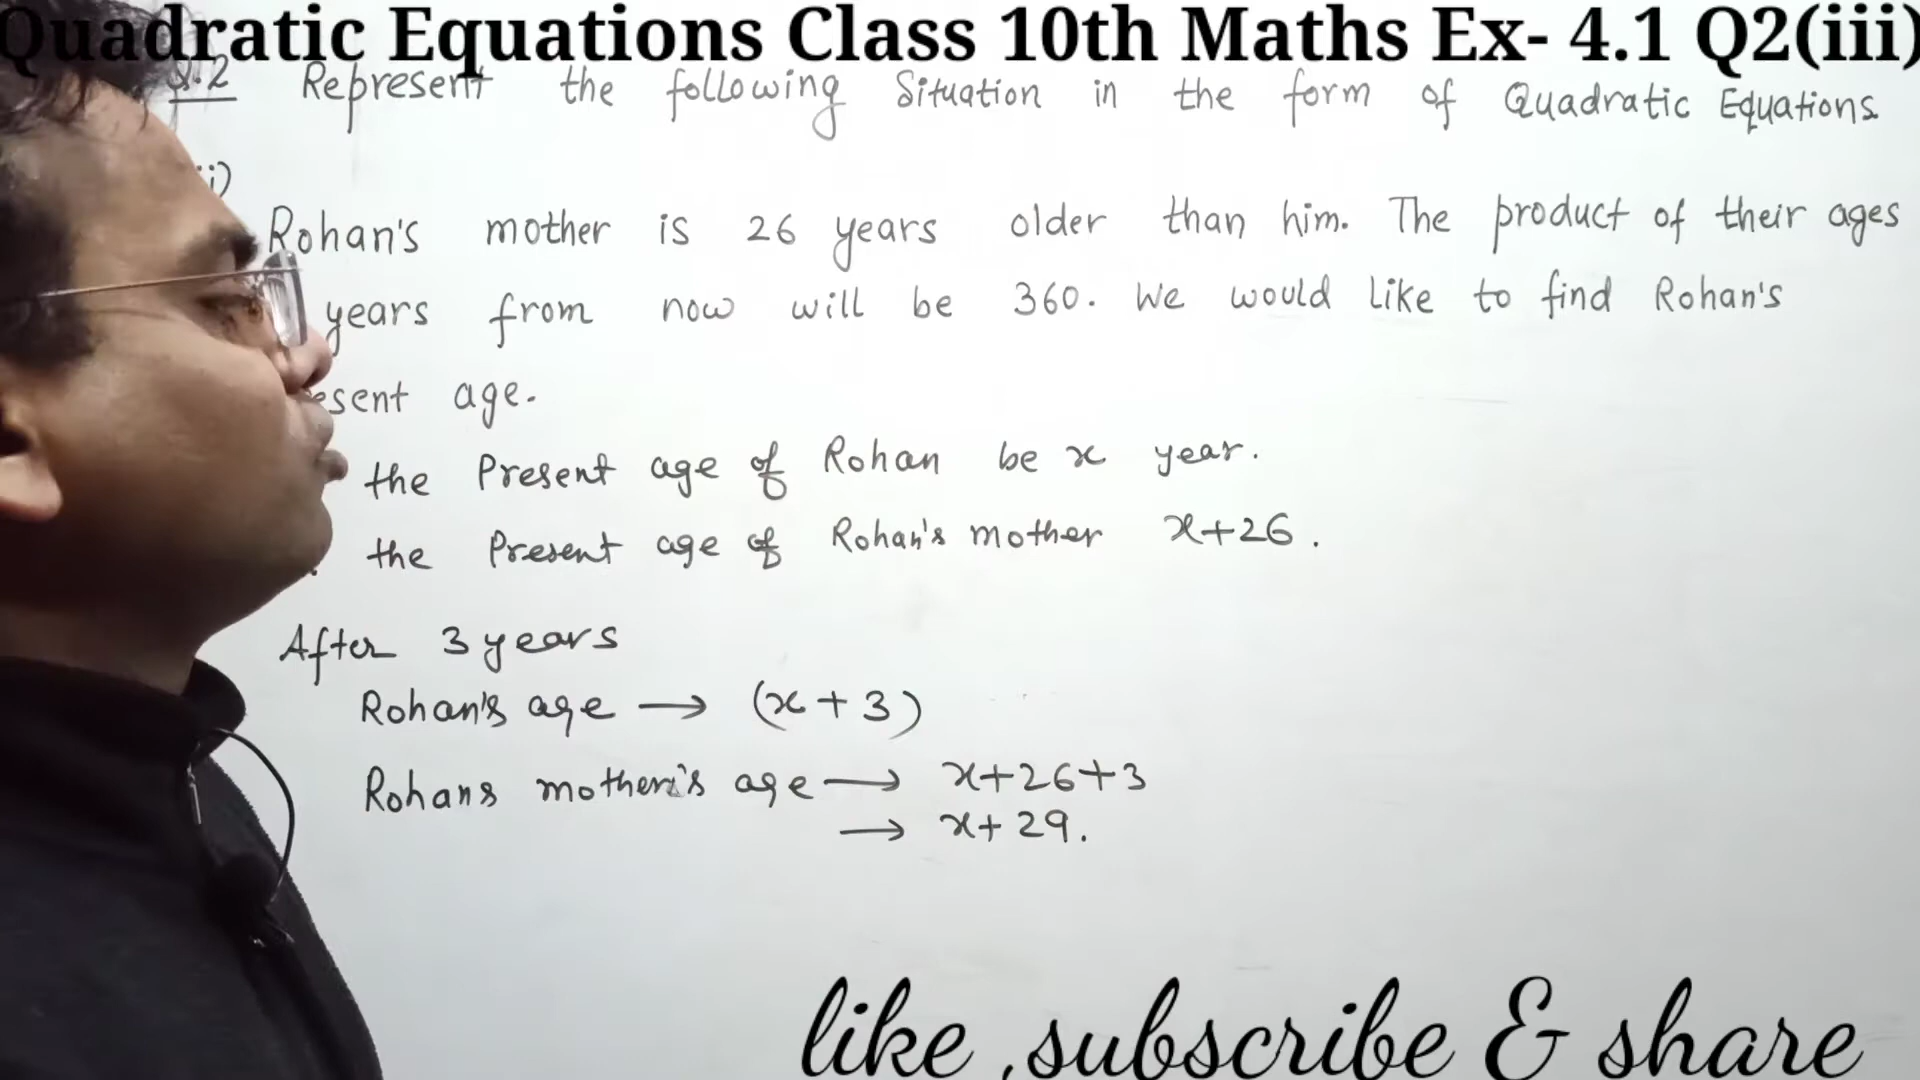 Quadratic Equations Class 10th Maths Ex- 4.1 Q2(iii)
Q.2 Represent the following Situation in the form of Quadratic Equations.
Rohan's mother is 26 years older than him. The product of their ages
years from now will be 360. We would like to find Rohan's
esent age.
the Present age of Rohan be x year.
the Present age of Rohan's mother x+26.
After 3 years
Rohan's age → (x+3)
Rohans mother's age → x+26+3
→ x+29.
like ,subscribe & share